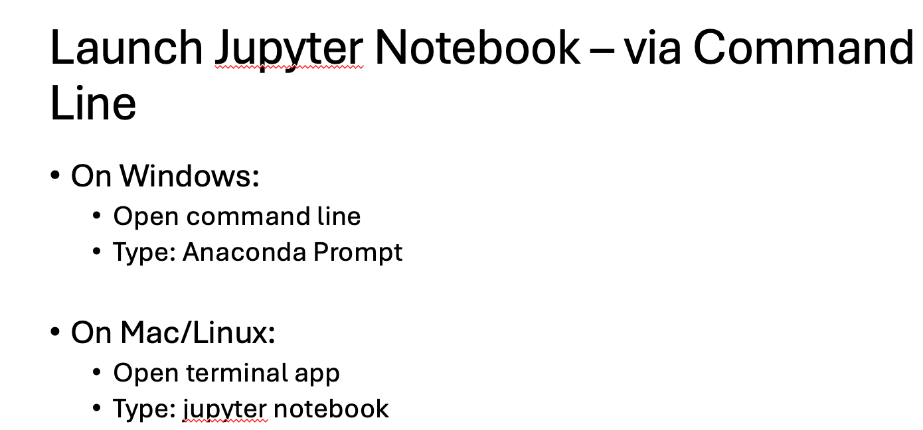 Launch Jupyter Notebook – via Command
Line
• On Windows:
• Open command line
• Type: Anaconda Prompt
• On Mac/Linux:
• Open terminal app
• Type: jupyter notebook